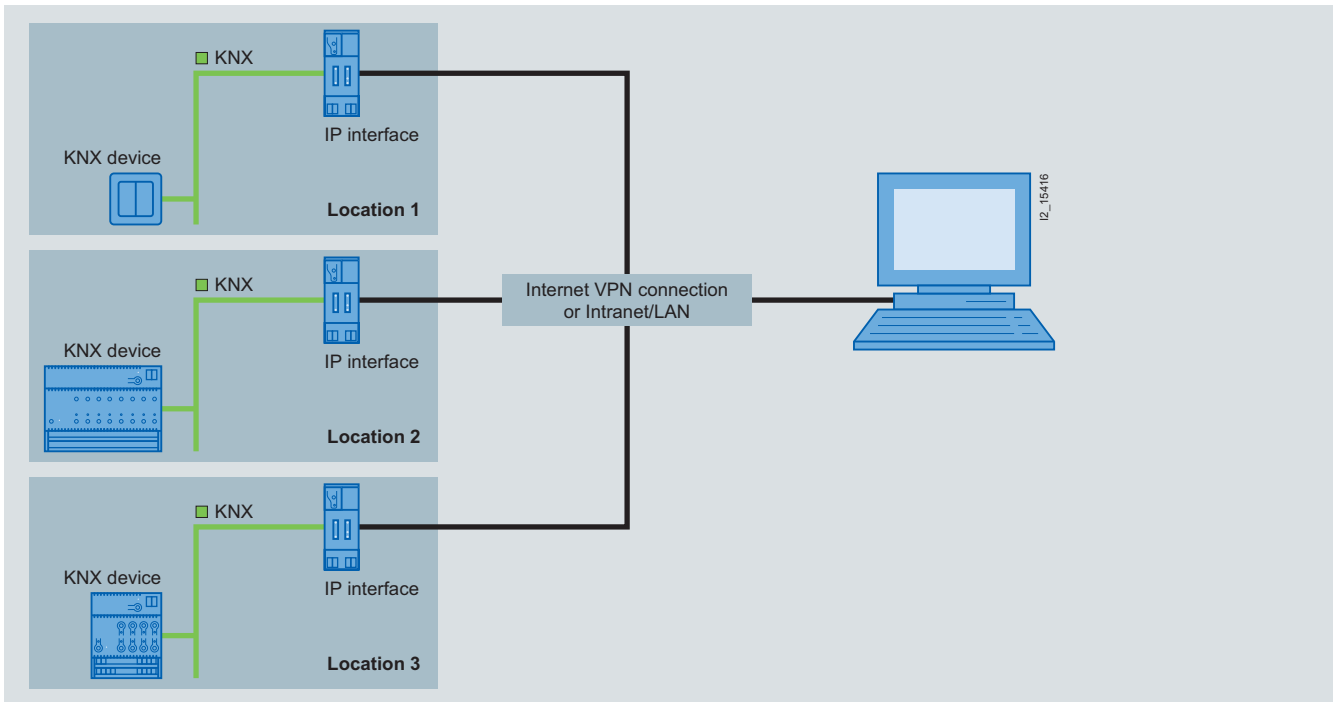 KNX
IP interface
KNX device
Location 1
KNX
IP interface
KNX device
Location 2
KNX
IP interface
KNX device
Location 3
Internet VPN connection
or Intranet/LAN
I2_15416